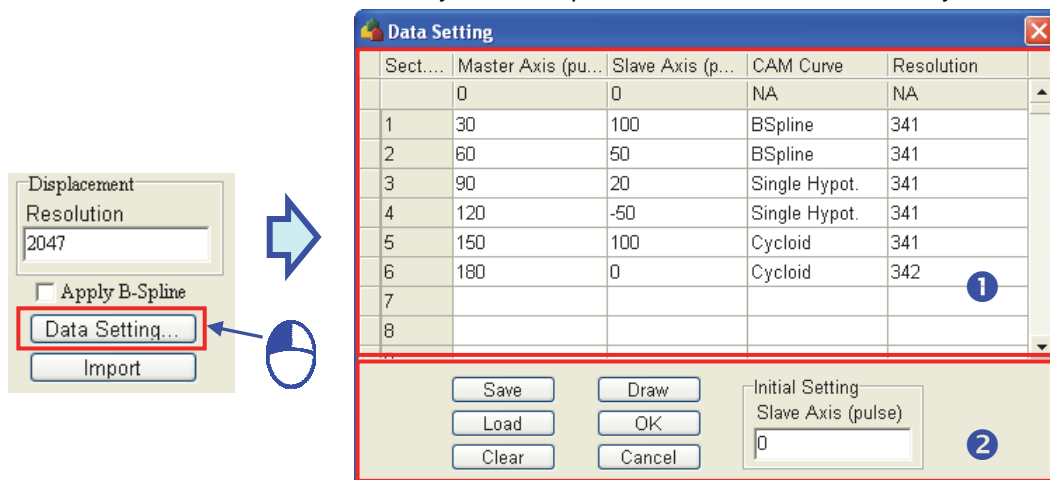 Displacement
Resolution
2047
Apply B-Spline
Data Setting...
Import
Data Setting
Sect.... Master Axis (pu... Slave Axis (p... CAM Curve Resolution
0 0 NA NA
1 30 100 BSpline 341
2 60 50 BSpline 341
3 90 20 Single Hypot. 341
4 120 -50 Single Hypot. 341
5 150 100 Cycloid 341
6 180 0 Cycloid 342
7
8
1
Save Draw
Load OK
Clear Cancel
Initial Setting
Slave Axis (pulse)
0
2